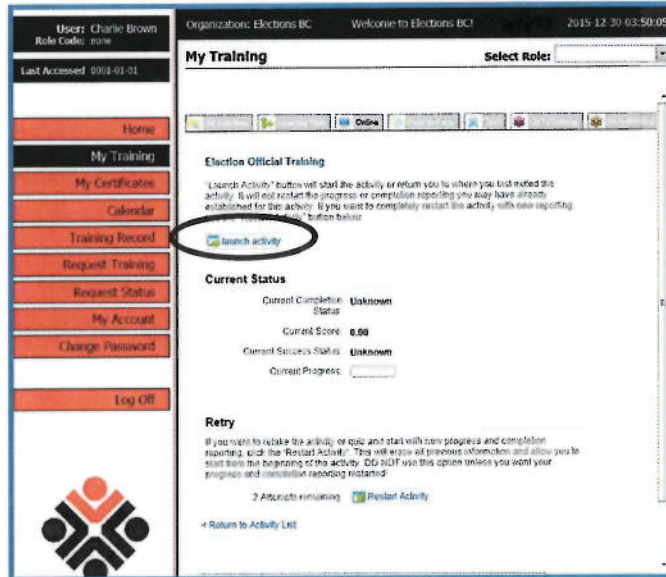 User: Charlie Brown
Role Code: none
Last Accessed 0001-01-01
Home
My Training
My Certificates
Calendar
Training Record
Request Training
Request Status
My Account
Change Password
Log Off
Organization: Elections BC Welcome to Elections BC! 2015-12-30 03:50:05
My Training Select Role:
Online
Election Official Training
"Launch Activity" button will start the activity or return you to where you last exited the
activity. It will not restart the progress or completion reporting you may have already
established for this activity. If you want to completely restart the activity with new reporting
Activity" button below
launch activity
Current Status
Current Completion Status Unknown
Current Score 0.00
Current Success Status Unknown
Current Progress
Retry
If you want to retake the activity or quiz and start with new progress and completion
reporting, click the "Restart Activity". This will erase all previous information and allow you to
start from the beginning of the activity. DO NOT use this option unless you want your
progress and completion reporting restarted!
2 Attempts remaining Restart Activity
< Return to Activity List